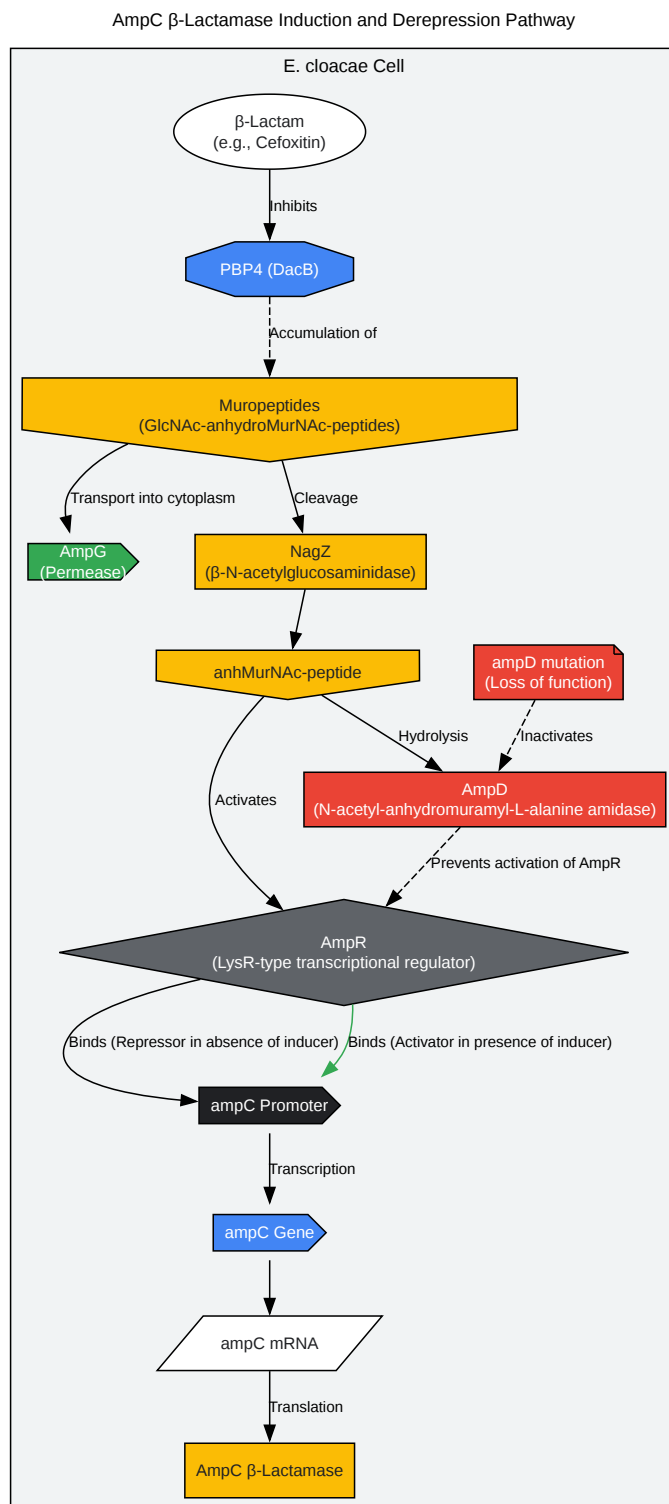 AmpC β-Lactamase Induction and Derepression Pathway
E. cloacae Cell
β-Lactam
(e.g., Cefoxitin)
Inhibits
PBP4 (DacB)
Accumulation of
Muropeptides
(GlcNAc-anhydroMurNAc-peptides)
Transport into cytoplasm
Cleavage
AmpG
(Permease)
NagZ
(β-N-acetylglucosaminidase)
anhMurNAc-peptide
ampD mutation
(Loss of function)
Hydrolysis
Inactivates
AmpD
(N-acetyl-anhydromuramyl-L-alanine amidase)
Activates
Prevents activation of AmpR
AmpR
(LysR-type transcriptional regulator)
Binds (Repressor in absence of inducer)
Binds (Activator in presence of inducer)
ampC Promoter
Transcription
ampC Gene
ampC mRNA
Translation
AmpC β-Lactamase